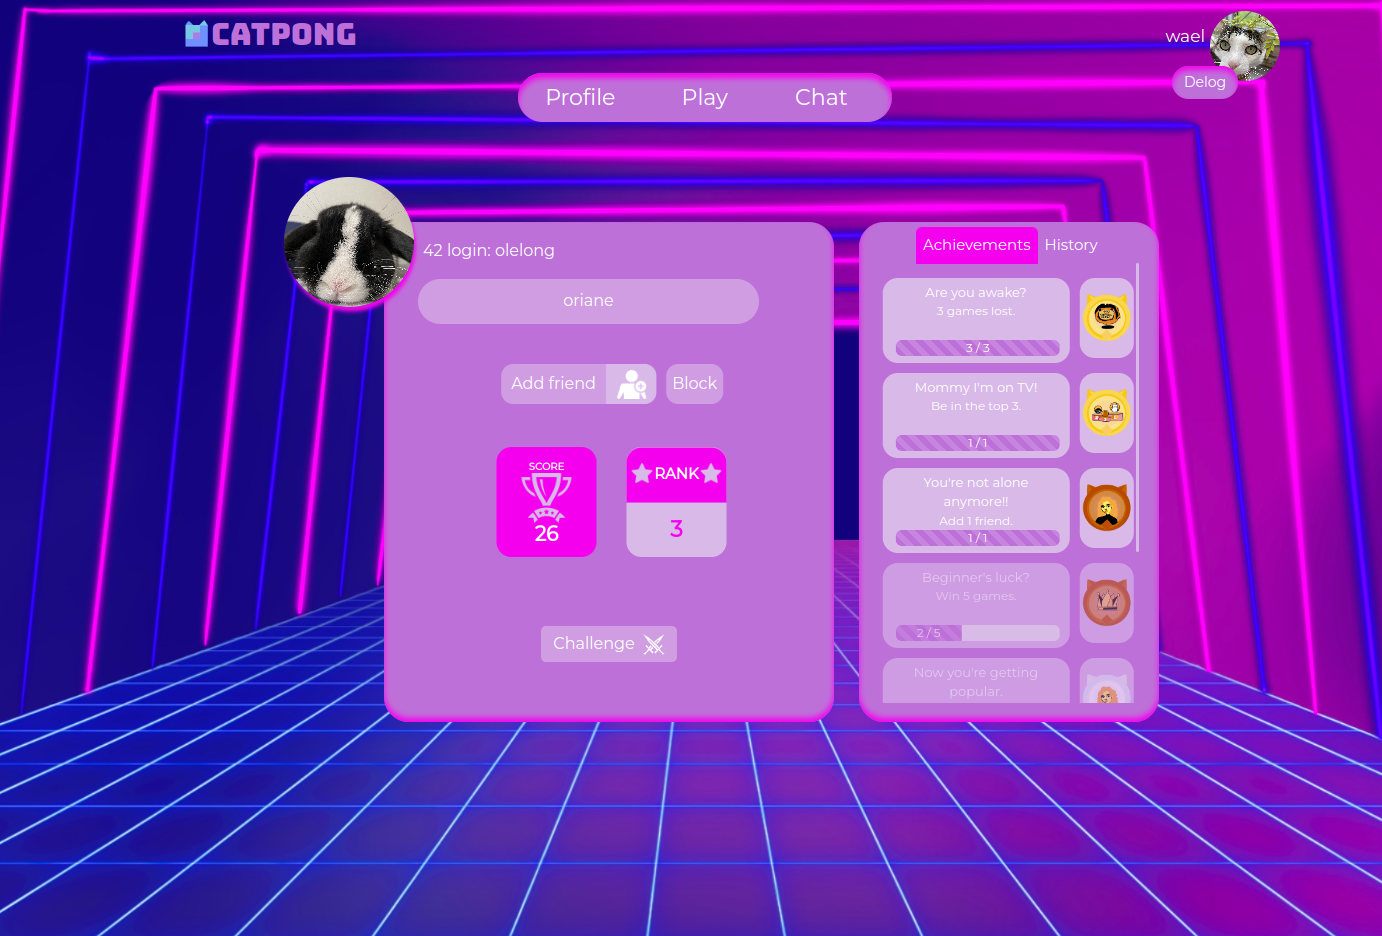 CATPONG
wael
Delog
Profile Play Chat
42 login: olelong
oriane
Add friend Block
SCORE
26
RANK
3
Challenge
Achievements History
Are you awake?
3 games lost.
3 / 3
Mommy I'm on TV!
Be in the top 3.
1 / 1
You're not alone
anymore!!
Add 1 friend.
1 / 1
Beginner's luck?
Win 5 games.
2 / 5
Now you're getting
popular.